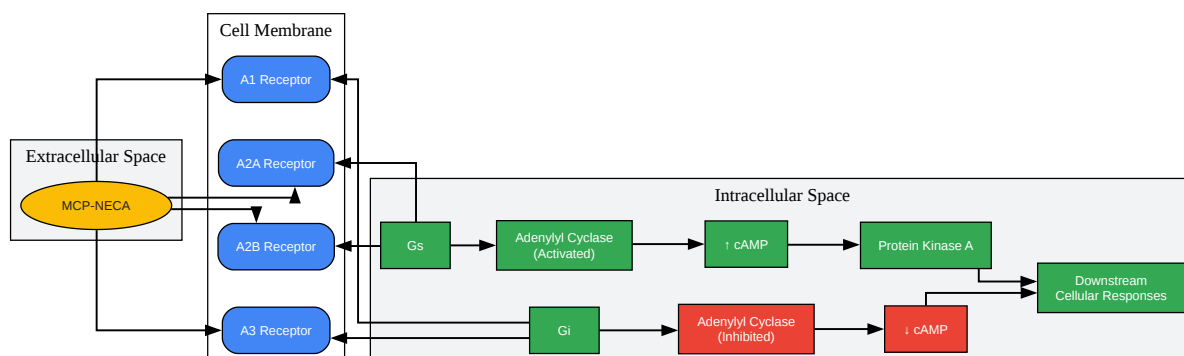 Cell Membrane
A1 Receptor
Extracellular Space
A2A Receptor
MCP-NECA
A2B Receptor
A3 Receptor
Intracellular Space
Gs
Adenylyl Cyclase
(Activated)
↑ cAMP
Protein Kinase A
Downstream
Cellular Responses
Gi
Adenylyl Cyclase
(Inhibited)
↓ cAMP